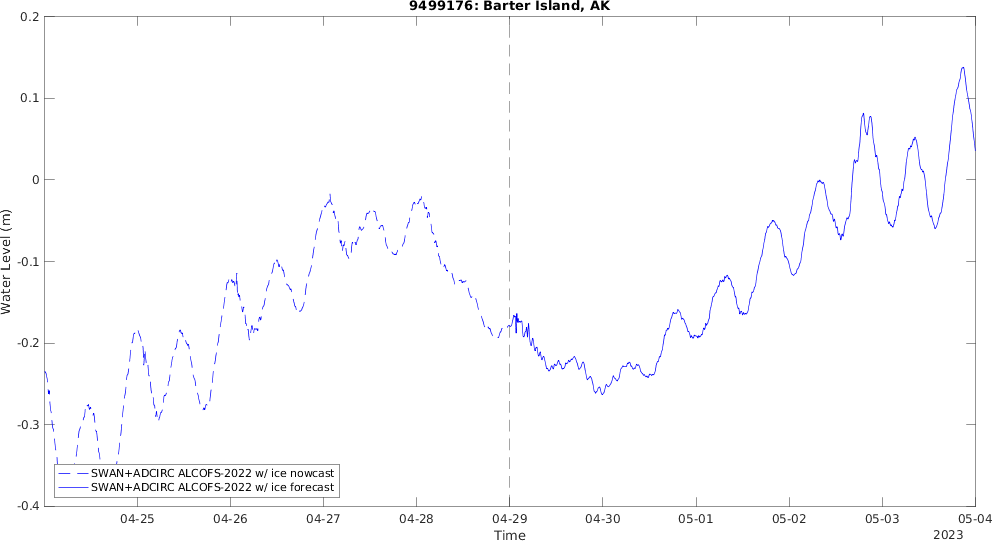 9499176: Barter Island, AK
Water Level (m)
0.2
0.1
0
-0.1
-0.2
-0.3
-0.4
SWAN+ADCIRC ALCOFS-2022 w/ ice nowcast
SWAN+ADCIRC ALCOFS-2022 w/ ice forecast
04-25 04-26 04-27 04-28 04-29 04-30 05-01 05-02 05-03 05-04
Time
2023